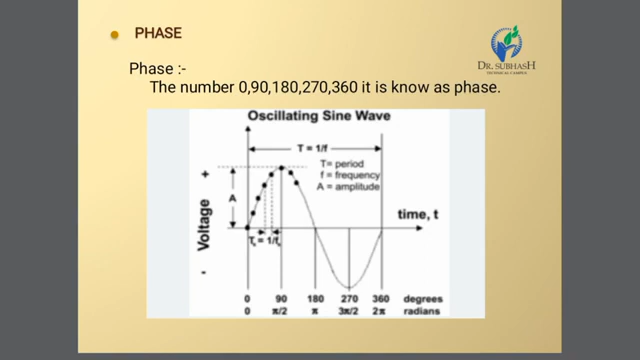 PHASE
DR. SUBHASH
TECHNICAL CAMPUS
Phase :-
The number 0,90,180,270,360 it is know as phase.
Oscillating Sine Wave
T = 1/f
T= period
f = frequency
A = amplitude
+
A
Voltage
-
time, t
0 90 180 270 360 degrees
0 π/2 π 3π/2 2π radians